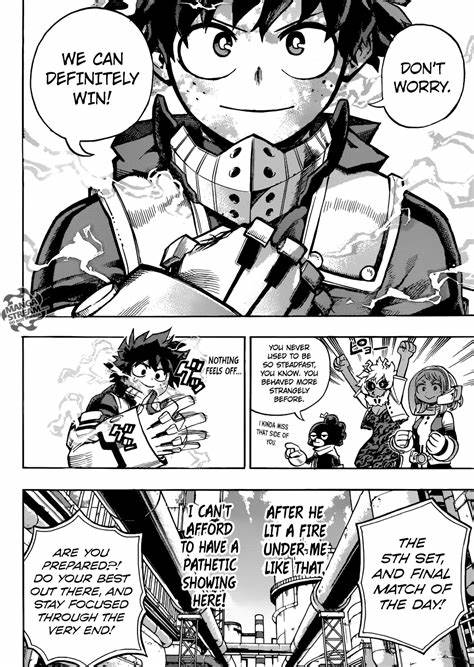 DON'T
WORRY.
WE CAN
DEFINITELY
WIN!
MANGA
STREAM
YOU NEVER
USED TO BE
SO STEADFAST,
YOU KNOW. YOU
BEHAVED MORE
STRANGELY
BEFORE.
I KINDA MISS
THAT SIDE OF
YOU.
NOTHING
FEELS OFF...
THE
5TH SET,
AND FINAL
MATCH OF
THE DAY!
AFTER HE
LIT A FIRE
UNDER ME
LIKE THAT,
I CAN'T
AFFORD
TO HAVE A
PATHETIC
SHOWING
HERE!
ARE YOU
PREPARED?!
DO YOUR BEST
OUT THERE, AND
STAY FOCUSED
THROUGH THE
VERY END!